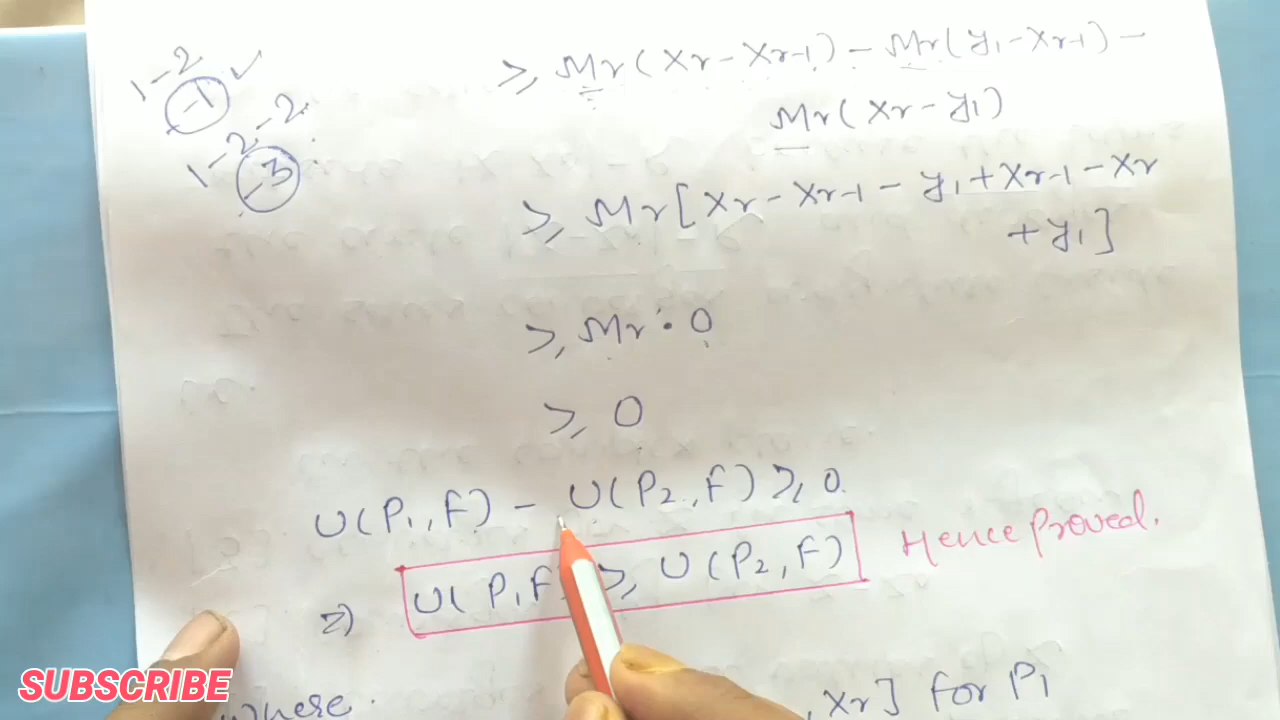 1-2
-1 ✓
1-2-2
-3
≥ Mr(xr-xr-1) - Mr(y1-xr-1) -
Mr(xr-y1)
≥ Mr[xr-xr-1-y1+xr-1-xr
+y1]
≥ Mr·0
≥ 0
U(P1,F) - U(P2,F) ≥ 0.
⇒ U(P1F) ≥ U(P2,F) Hence proved.
where
, xr] for P1
SUBSCRIBE